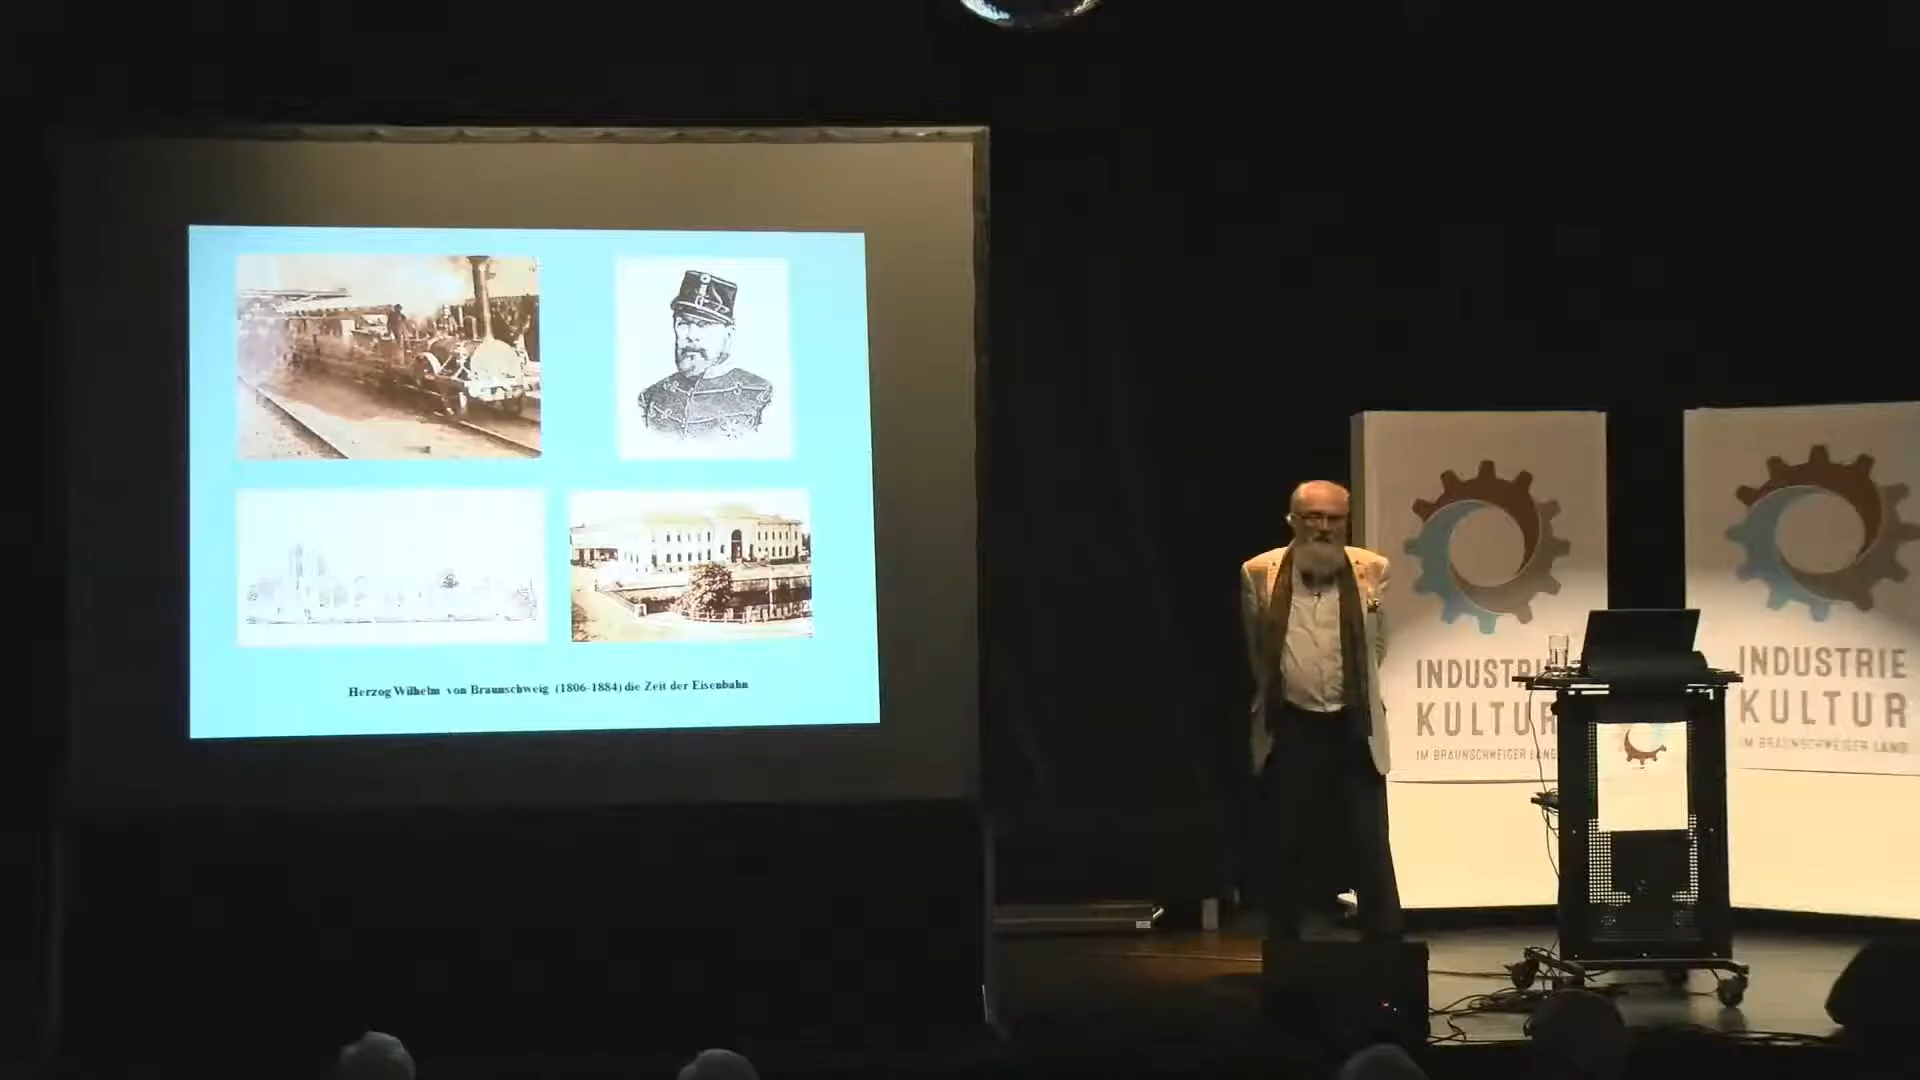 Herzog Wilhelm von Braunschweig (1806-1884) die Zeit der Eisenbahn
INDUSTRIE
KULTUR
IM BRAUNSCHWEIGER LAND
INDUSTRIE
KULTUR
IM BRAUNSCHWEIGER LAND